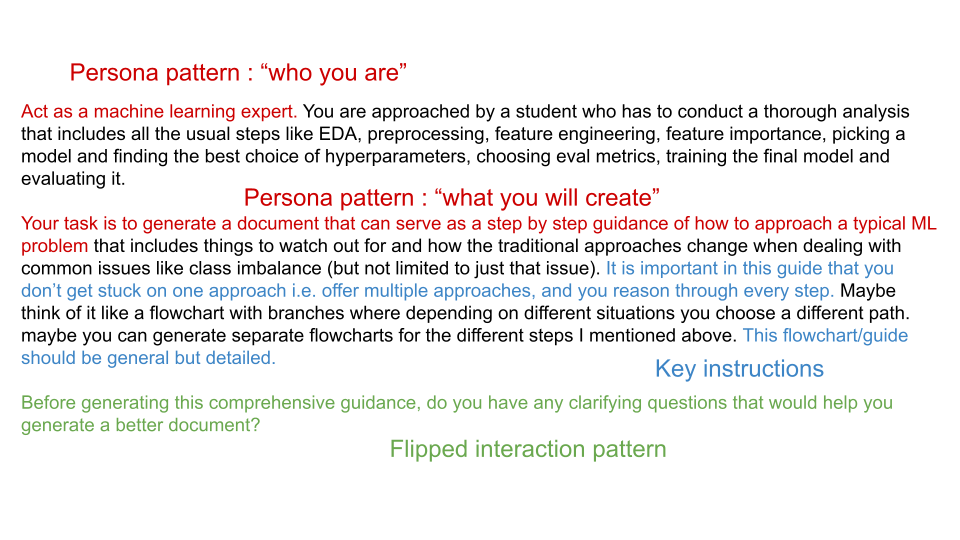 Persona pattern : “who you are”
Act as a machine learning expert. You are approached by a student who has to conduct a thorough analysis
that includes all the usual steps like EDA, preprocessing, feature engineering, feature importance, picking a
model and finding the best choice of hyperparameters, choosing eval metrics, training the final model and
evaluating it.
Persona pattern : “what you will create”
Your task is to generate a document that can serve as a step by step guidance of how to approach a typical ML
problem that includes things to watch out for and how the traditional approaches change when dealing with
common issues like class imbalance (but not limited to just that issue). It is important in this guide that you
don’t get stuck on one approach i.e. offer multiple approaches, and you reason through every step. Maybe
think of it like a flowchart with branches where depending on different situations you choose a different path.
maybe you can generate separate flowcharts for the different steps I mentioned above. This flowchart/guide
should be general but detailed.
Key instructions
Before generating this comprehensive guidance, do you have any clarifying questions that would help you
generate a better document?
Flipped interaction pattern